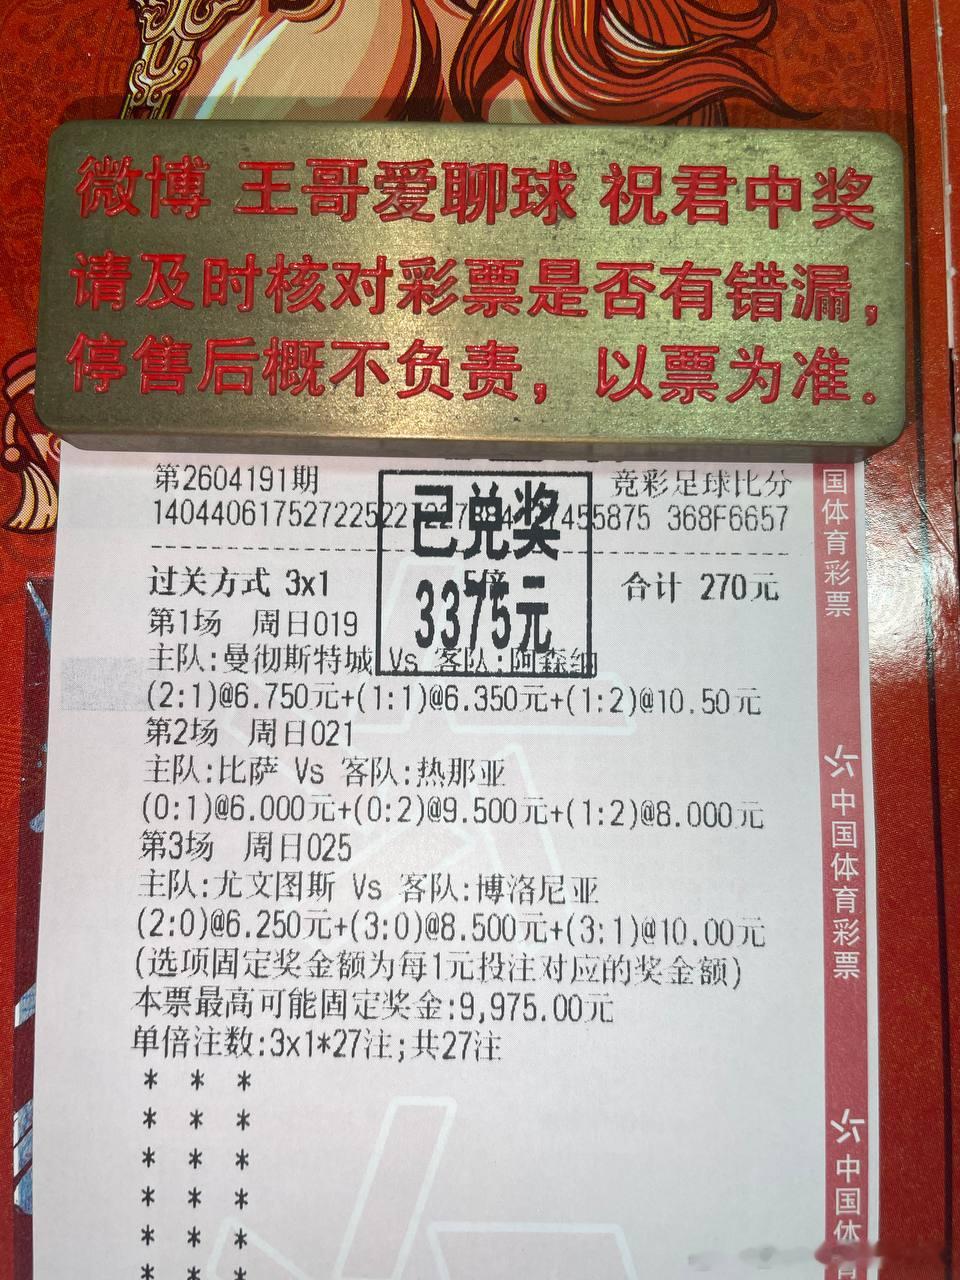 微博 王哥爱聊球 祝君中奖
请及时核对彩票是否有错漏，
停售后概不负责，以票为准。
第2604191期
竞彩足球比分
已兑奖
3375元
368F6657
过关方式 3x1
5倍
合计 270元
第1场 周日019
主队:曼彻斯特城 Vs 客队:阿森纳
(2:1)@6.750元+(1:1)@6.350元+(1:2)@10.50元
第2场 周日021
主队:比萨 Vs 客队:热那亚
(0:1)@6.000元+(0:2)@9.500元+(1:2)@8.000元
第3场 周日025
主队:尤文图斯 Vs 客队:博洛尼亚
(2:0)@6.250元+(3:0)@8.500元+(3:1)@10.00元
(选项固定奖金额为每1元投注对应的奖金额)
本票最高可能固定奖金:9,975.00元
单倍注数:3x1*27注;共27注
* * *
* * *
* * *
* * *
* * *
* * *
国体育彩票
中国体育彩票
中国体育